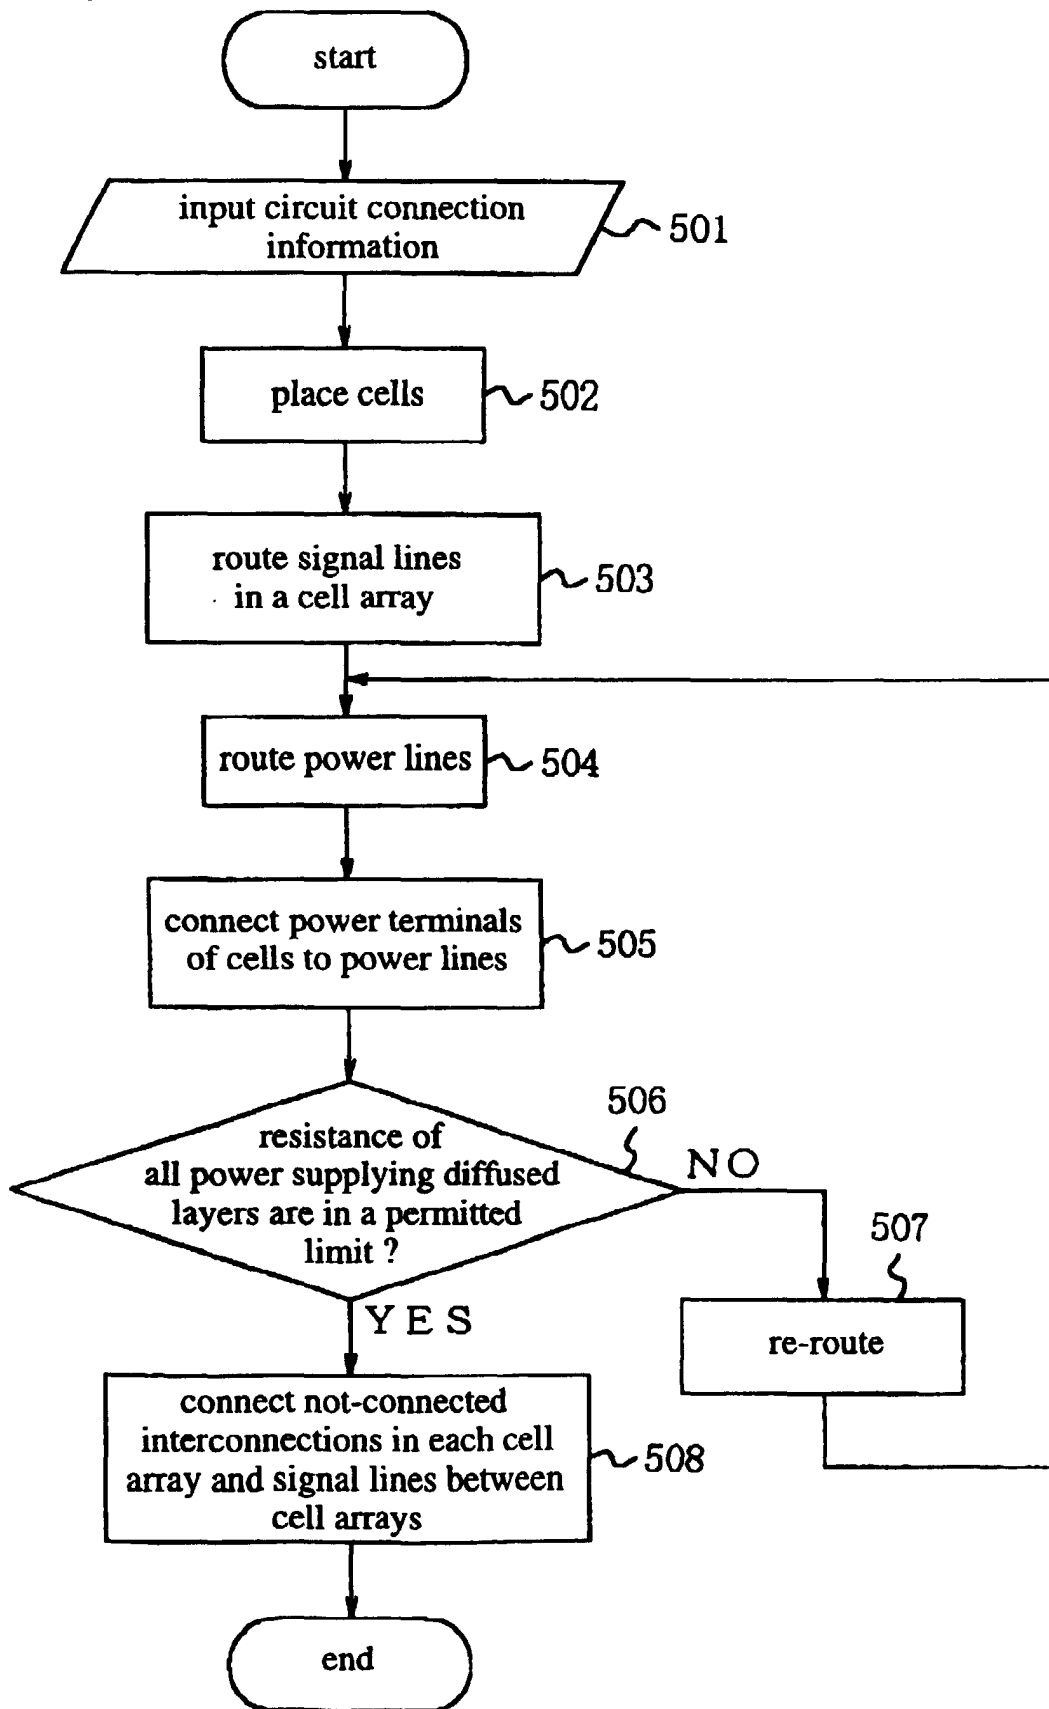 start
input circuit connection
information
501
place cells
502
route signal lines
in a cell array
503
route power lines
504
connect power terminals
of cells to power lines
505
506
resistance of
all power supplying diffused
layers are in a permitted
limit ?
NO
507
re-route
YES
connect not-connected
interconnections in each cell
array and signal lines between
cell arrays
508
end